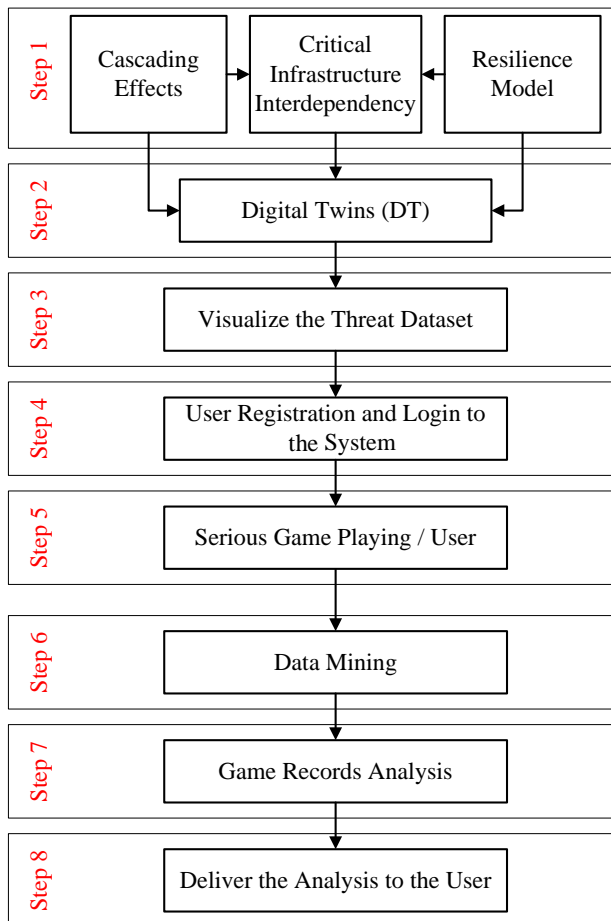 Step 1
Cascading
Effects
Critical
Infrastructure
Interdependency
Resilience
Model
Step 2
Digital Twins (DT)
Step 3
Visualize the Threat Dataset
Step 4
User Registration and Login to
the System
Step 5
Serious Game Playing / User
Step 6
Data Mining
Step 7
Game Records Analysis
Step 8
Deliver the Analysis to the User